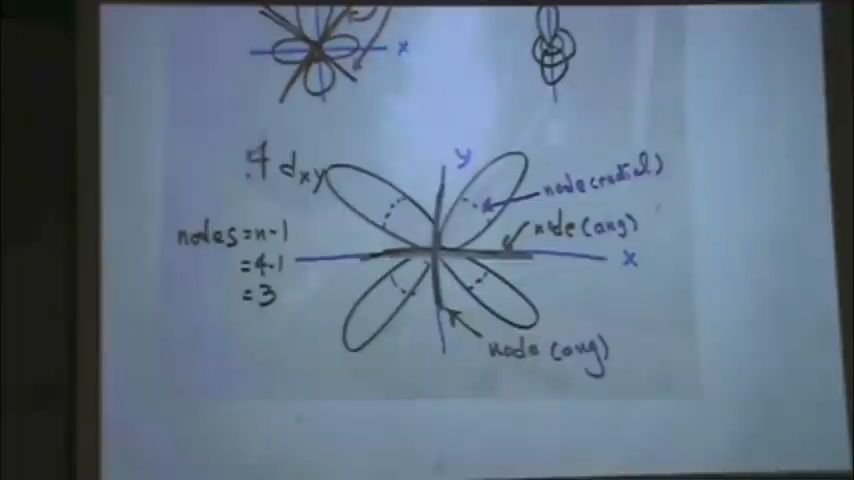 x
4 dxy
y
node(radial)
node(ang)
nodes = n-1
= 4-1
= 3
x
node (ang)